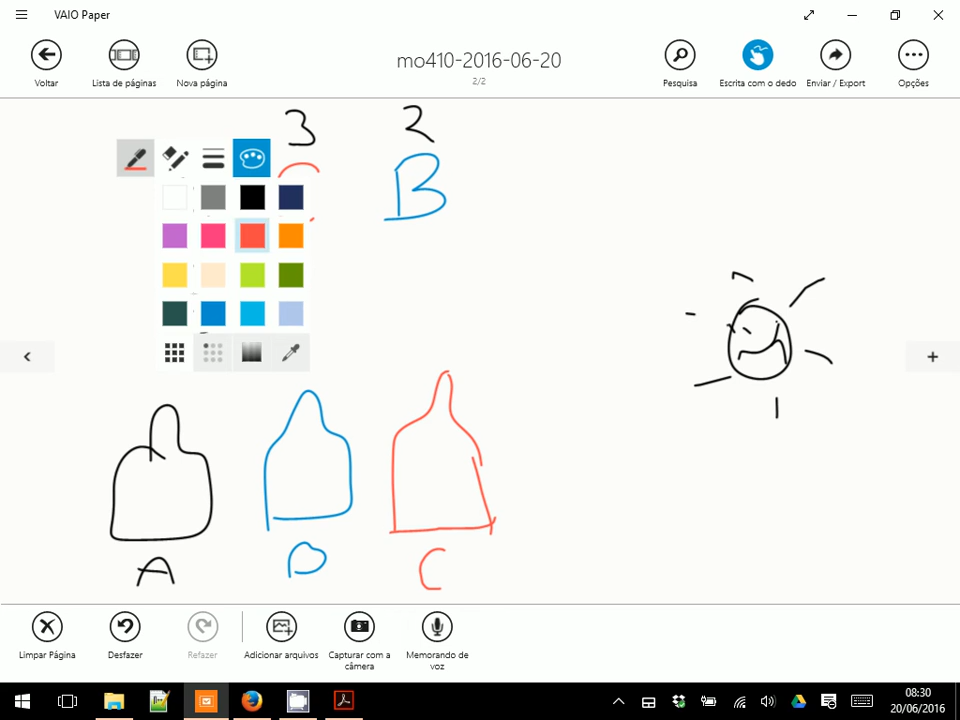 VAIO Paper
Voltar
Lista de páginas
Nova página
mo410-2016-06-20
2/2
Pesquisa
Escrita com o dedo
Enviar / Export
Opções
3 2
B
A D C
Limpar Página
Desfazer
Refazer
Adicionar arquivos
Capturar com a
câmera
Memorando de
voz
08:30
20/06/2016